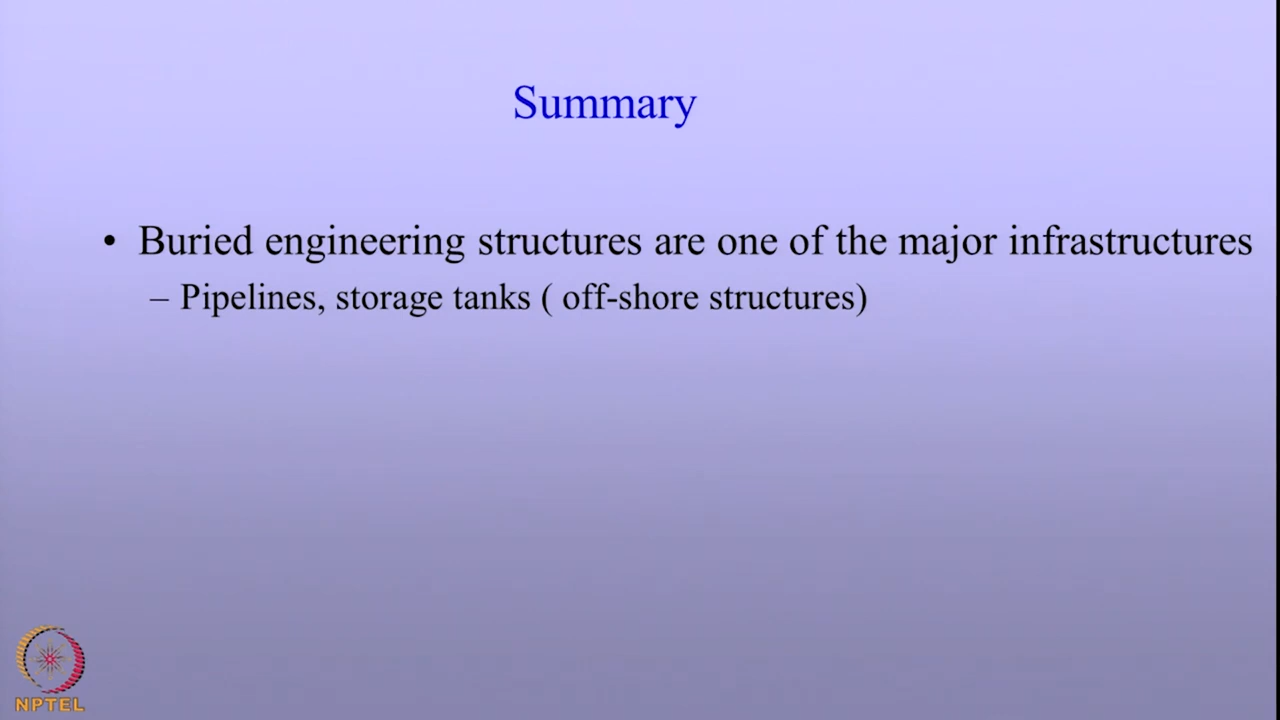 Summary
• Buried engineering structures are one of the major infrastructures
– Pipelines, storage tanks ( off-shore structures)
NPTEL